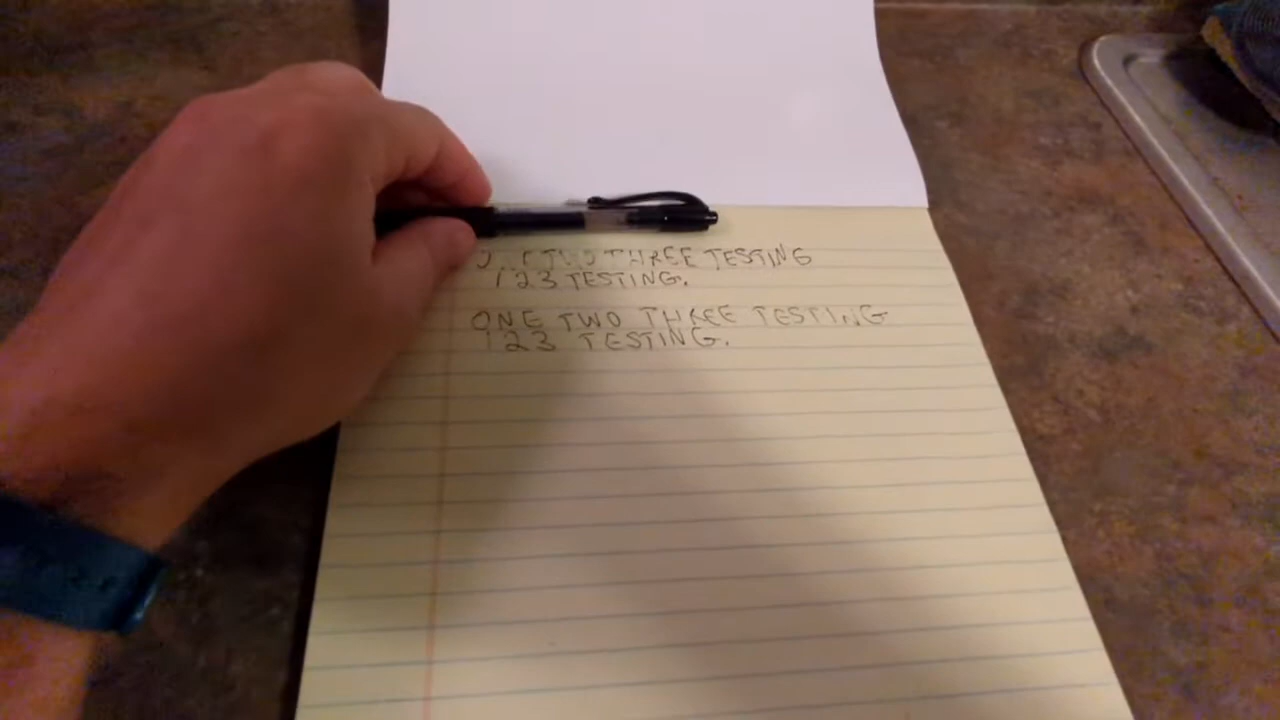 TWO THREE TESTING
123 TESTING.
ONE TWO THREE TESTING
123 TESTING.